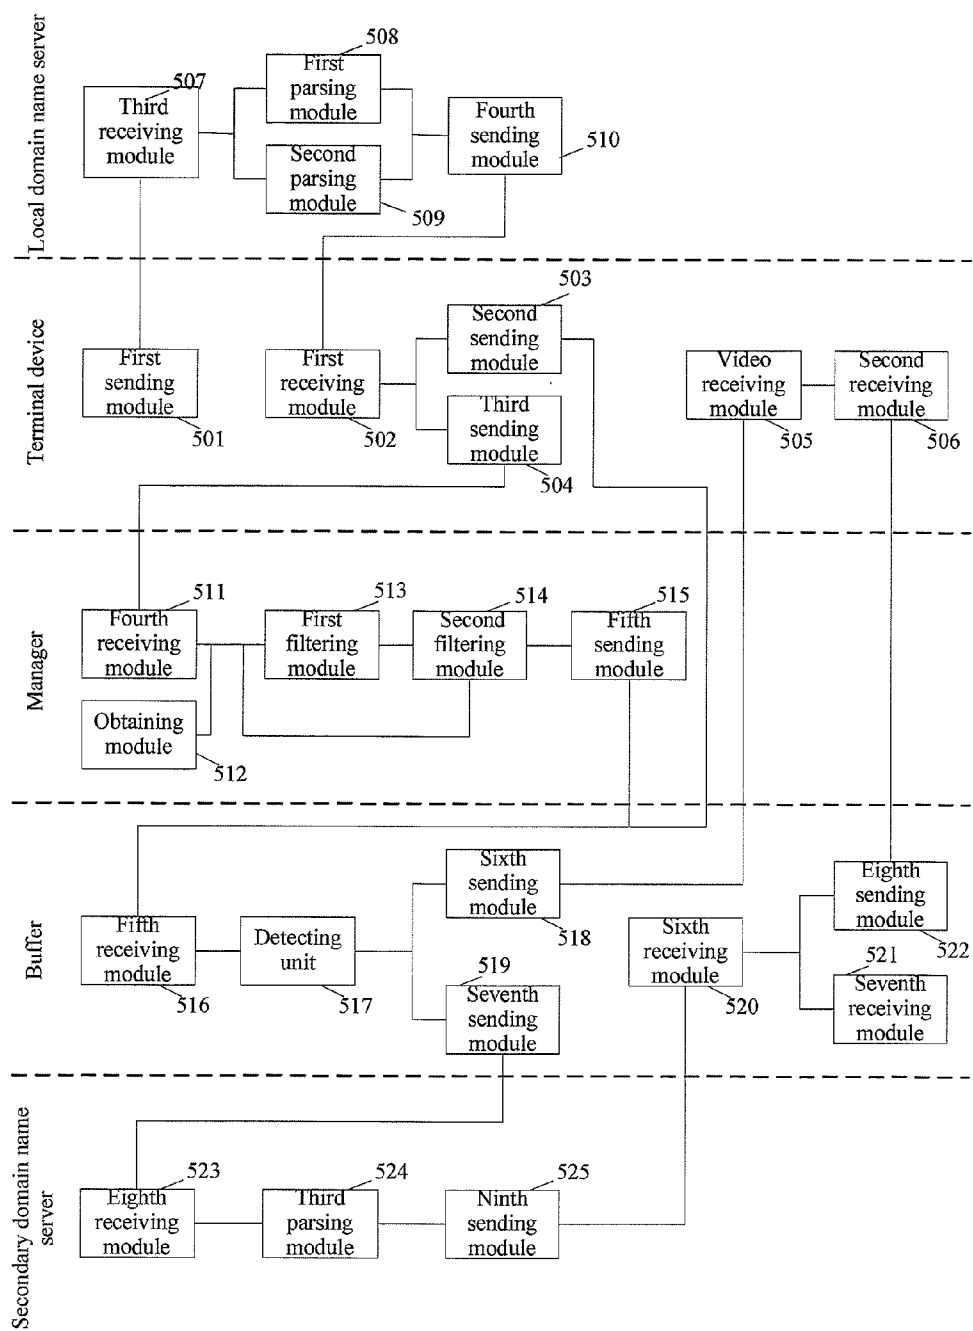 Local domain name server
507
Third
receiving
module
508
First
parsing
module
Second
parsing
module
509
Fourth
sending
module
510
Terminal device
First
sending
module
501
First
receiving
module
502
503
Second
sending
module
Third
sending
module
504
Video
receiving
module
505
Second
receiving
module
506
Manager
511
Fourth
receiving
module
Obtaining
module
512
513
First
filtering
module
514
Second
filtering
module
515
Fifth
sending
module
Buffer
Fifth
receiving
module
516
Detecting
unit
517
Sixth
sending
module
518
519
Seventh
sending
module
Sixth
receiving
module
520
Eighth
sending
module
522
521
Seventh
receiving
module
Secondary domain name
server
523
Eighth
receiving
module
524
Third
parsing
module
525
Ninth
sending
module